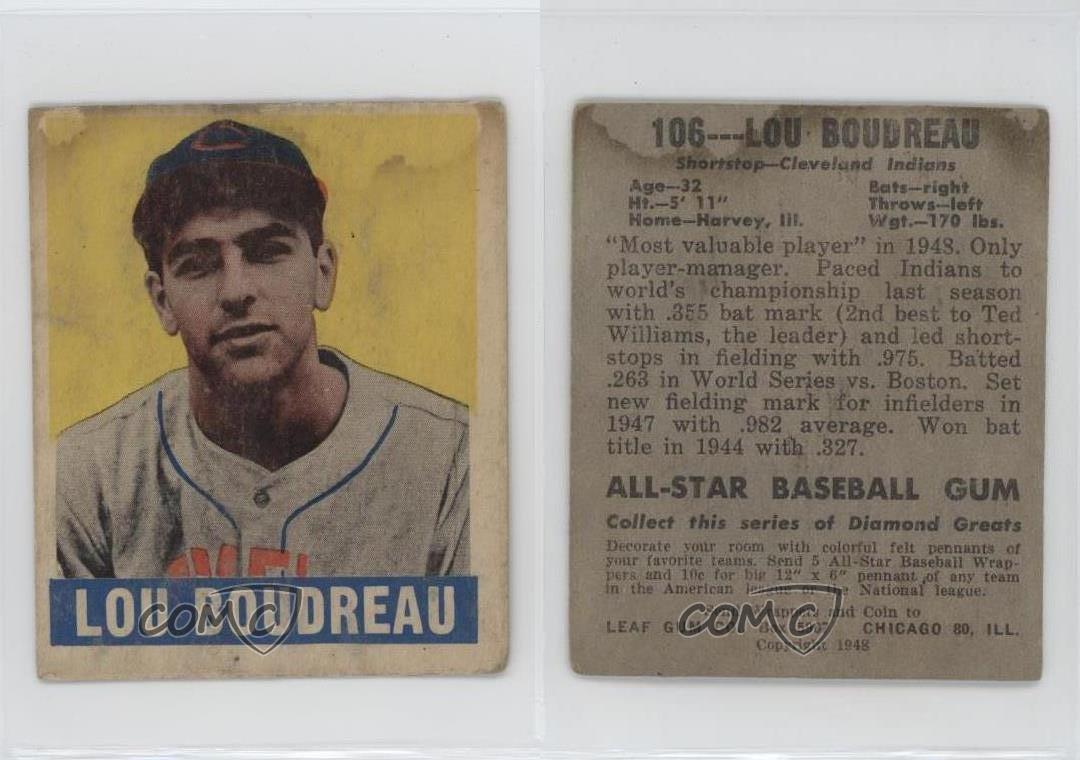 LOU BOUDREAU
COMC
106---LOU BOUDREAU
Shortstop—Cleveland Indians
Age—32 Bats—right
Ht.—5' 11" Throws—left
Home—Harvey, Ill. Wgt.—170 lbs.
"Most valuable player" in 1948. Only
player-manager. Paced Indians to
world's championship last season
with .355 bat mark (2nd best to Ted
Williams, the leader) and led short-
stops in fielding with .975. Batted
.263 in World Series vs. Boston. Set
new fielding mark for infielders in
1947 with .982 average. Won bat
title in 1944 with .327.
ALL-STAR BASEBALL GUM
Collect this series of Diamond Greats
Decorate your room with colorful felt pennants of
your favorite teams. Send 5 All-Star Baseball Wrap-
pers and 10c for big 12" x 6" pennant of any team
in the American league or the National league.
Send wrappers and Coin to
LEAF GUM CHICAGO 80, ILL.
Copyright 1948
COMC